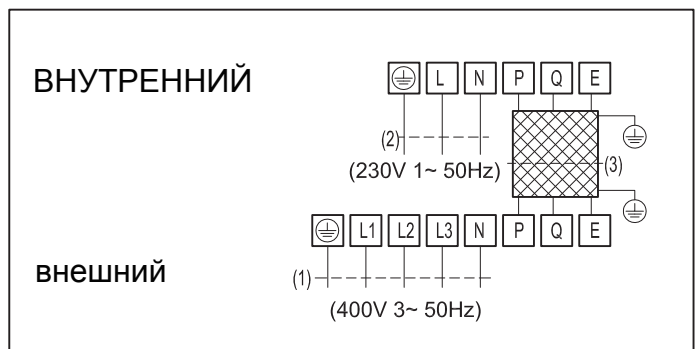 ВНУТРЕННИЙ
L N P Q E
(2)
(230V 1~ 50Hz)
(3)
L1 L2 L3 N P Q E
внешний
(1)
(400V 3~ 50Hz)